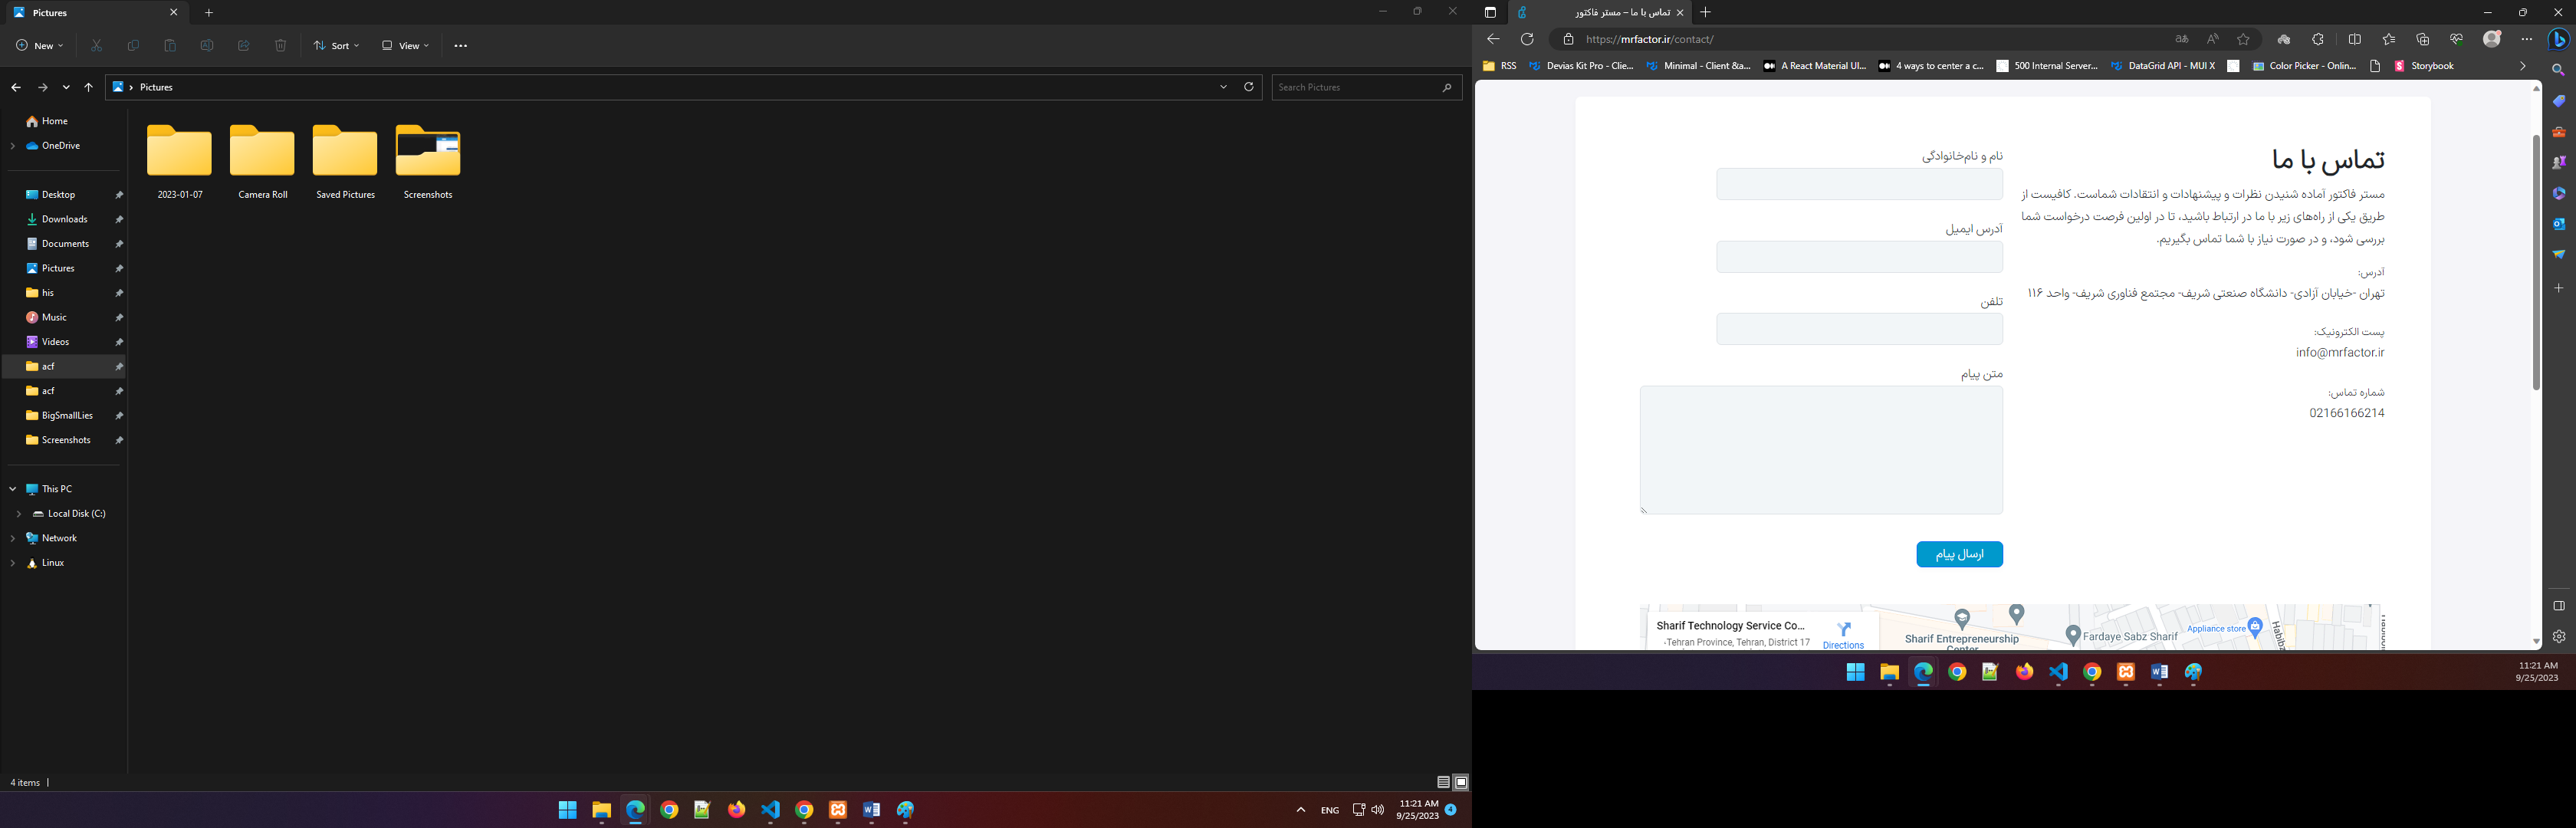 Pictures
New
Sort
View
Pictures
Search Pictures
Home
OneDrive
Desktop
Downloads
Documents
Pictures
his
Music
Videos
acf
acf
BigSmallLies
Screenshots
This PC
Local Disk (C:)
Network
Linux
2023-01-07
Camera Roll
Saved Pictures
Screenshots
4 items
ENG
11:21 AM
9/25/2023
4
تماس با ما – مستر فاکتور
https://mrfactor.ir/contact/
RSS
Devias Kit Pro - Clie...
Minimal - Client &a...
A React Material UI...
4 ways to center a c...
500 Internal Server...
DataGrid API - MUI X
Color Picker - Onlin...
Storybook
تماس با ما
مستر فاکتور آماده شنیدن نظرات و پیشنهادات و انتقادات شماست. کافیست از
طریق یکی از راه‌های زیر با ما در ارتباط باشید، تا در اولین فرصت درخواست شما
بررسی شود، و در صورت نیاز با شما تماس بگیریم.
آدرس:
تهران -خیابان آزادی- دانشگاه صنعتی شریف- مجتمع فناوری شریف- واحد ۱۱۶
پست الکترونیک:
info@mrfactor.ir
شماره تماس:
02166166214
نام و نام‌خانوادگی
آدرس ایمیل
تلفن
متن پیام
ارسال پیام
Sharif Technology Service Co...
Tehran Province, Tehran, District 17
Directions
Sharif Entrepreneurship
Center
Fardaye Sabz Sharif
Appliance store
11:21 AM
9/25/2023